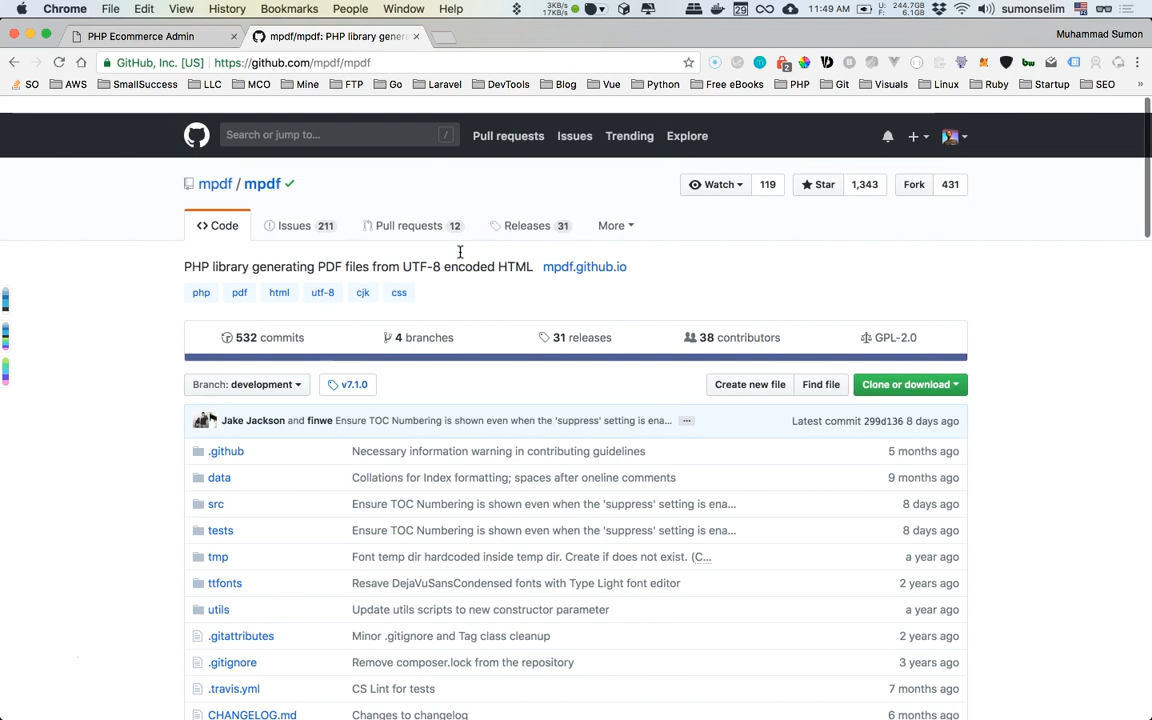 Chrome File Edit View History Bookmarks People Window Help 3KB/s 17KB/s 29 11:49 AM U: 244.7GB F: 6.1GB sumonselim
PHP Ecommerce Admin × mpdf/mpdf: PHP library genera × Muhammad Sumon
GitHub, Inc. [US] https://github.com/mpdf/mpdf
SO AWS SmallSuccess LLC MCO Mine FTP Go Laravel DevTools Blog Vue Python Free eBooks PHP Git Visuals Linux Ruby Startup SEO
Search or jump to... / Pull requests Issues Trending Explore
mpdf / mpdf Watch 119 Star 1,343 Fork 431
Code Issues 211 Pull requests 12 Releases 31 More
PHP library generating PDF files from UTF-8 encoded HTML mpdf.github.io
php pdf html utf-8 cjk css
532 commits 4 branches 31 releases 38 contributors GPL-2.0
Branch: development v7.1.0 Create new file Find file Clone or download
Jake Jackson and finwe Ensure TOC Numbering is shown even when the 'suppress' setting is ena... Latest commit 299d136 8 days ago
.github Necessary information warning in contributing guidelines 5 months ago
data Collations for Index formatting; spaces after oneline comments 9 months ago
src Ensure TOC Numbering is shown even when the 'suppress' setting is ena... 8 days ago
tests Ensure TOC Numbering is shown even when the 'suppress' setting is ena... 8 days ago
tmp Font temp dir hardcoded inside temp dir. Create if does not exist. (C... a year ago
ttfonts Resave DejaVuSansCondensed fonts with Type Light font editor 2 years ago
utils Update utils scripts to new constructor parameter a year ago
.gitattributes Minor .gitignore and Tag class cleanup 2 years ago
.gitignore Remove composer.lock from the repository 3 years ago
.travis.yml CS Lint for tests 7 months ago
CHANGELOG.md Changes to changelog 6 months ago